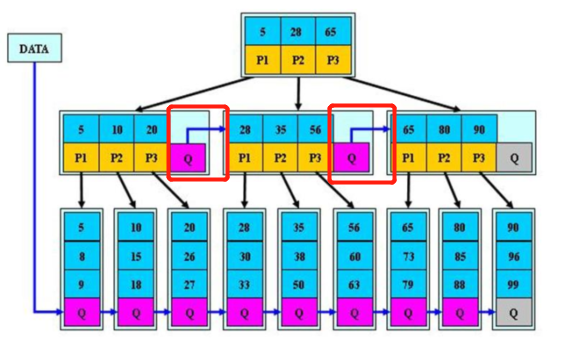 5 28 65
DATA
P1 P2 P3
5 10 20 28 35 56 65 80 90
P1 P2 P3 Q P1 P2 P3 Q P1 P2 P3 Q
5 10 20 28 35 56 65 80 90
8 15 26 30 38 60 73 85 96
9 18 27 33 50 63 79 88 99
Q Q Q Q Q Q Q Q Q